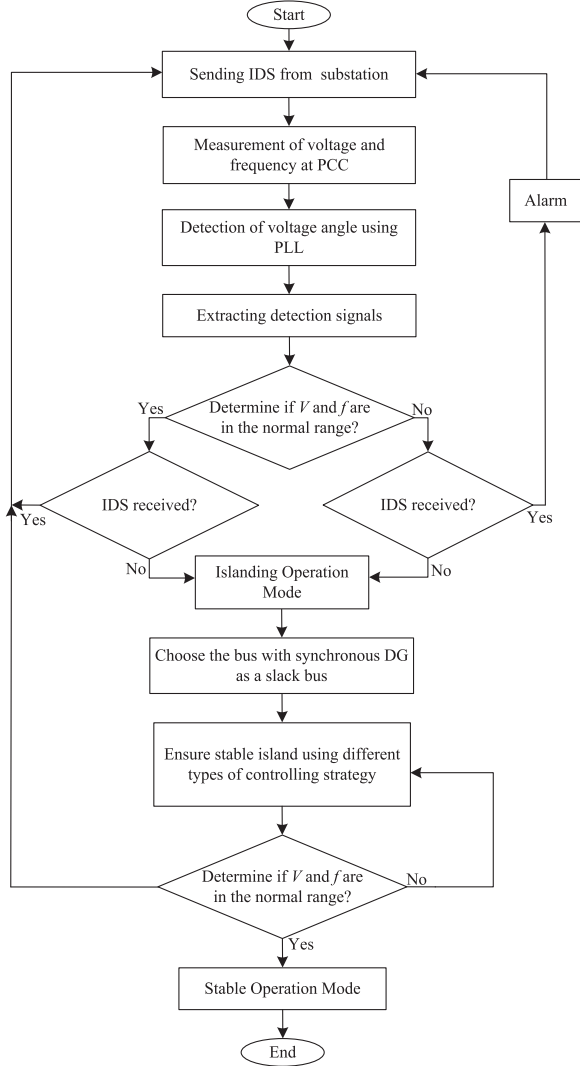 Start
Sending IDS from substation
Measurement of voltage and
frequency at PCC
Alarm
Detection of voltage angle using
PLL
Extracting detection signals
Yes
Determine if V and f are
in the normal range?
No
IDS received?
IDS received?
Yes
Yes
No
Islanding Operation
Mode
No
Choose the bus with synchronous DG
as a slack bus
Ensure stable island using different
types of controlling strategy
Determine if V and f are
in the normal range?
No
Yes
Stable Operation Mode
End